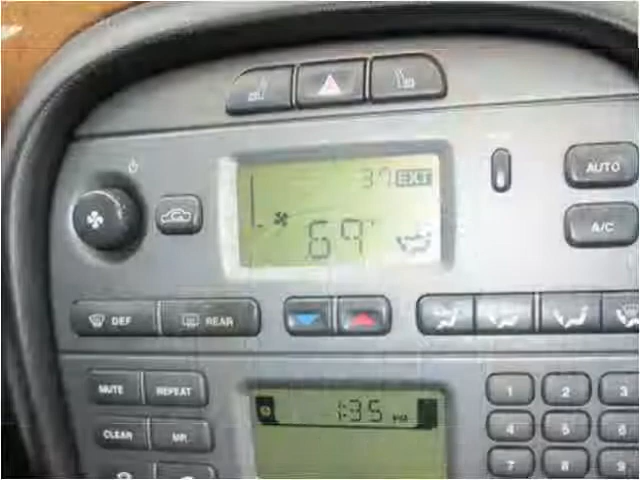 37 EXT
69°
AUTO
A/C
DEF
REAR
MUTE
REPEAT
1:35 PM
1
2
3
CLEAR
MR.
4
5
6
7
8
9